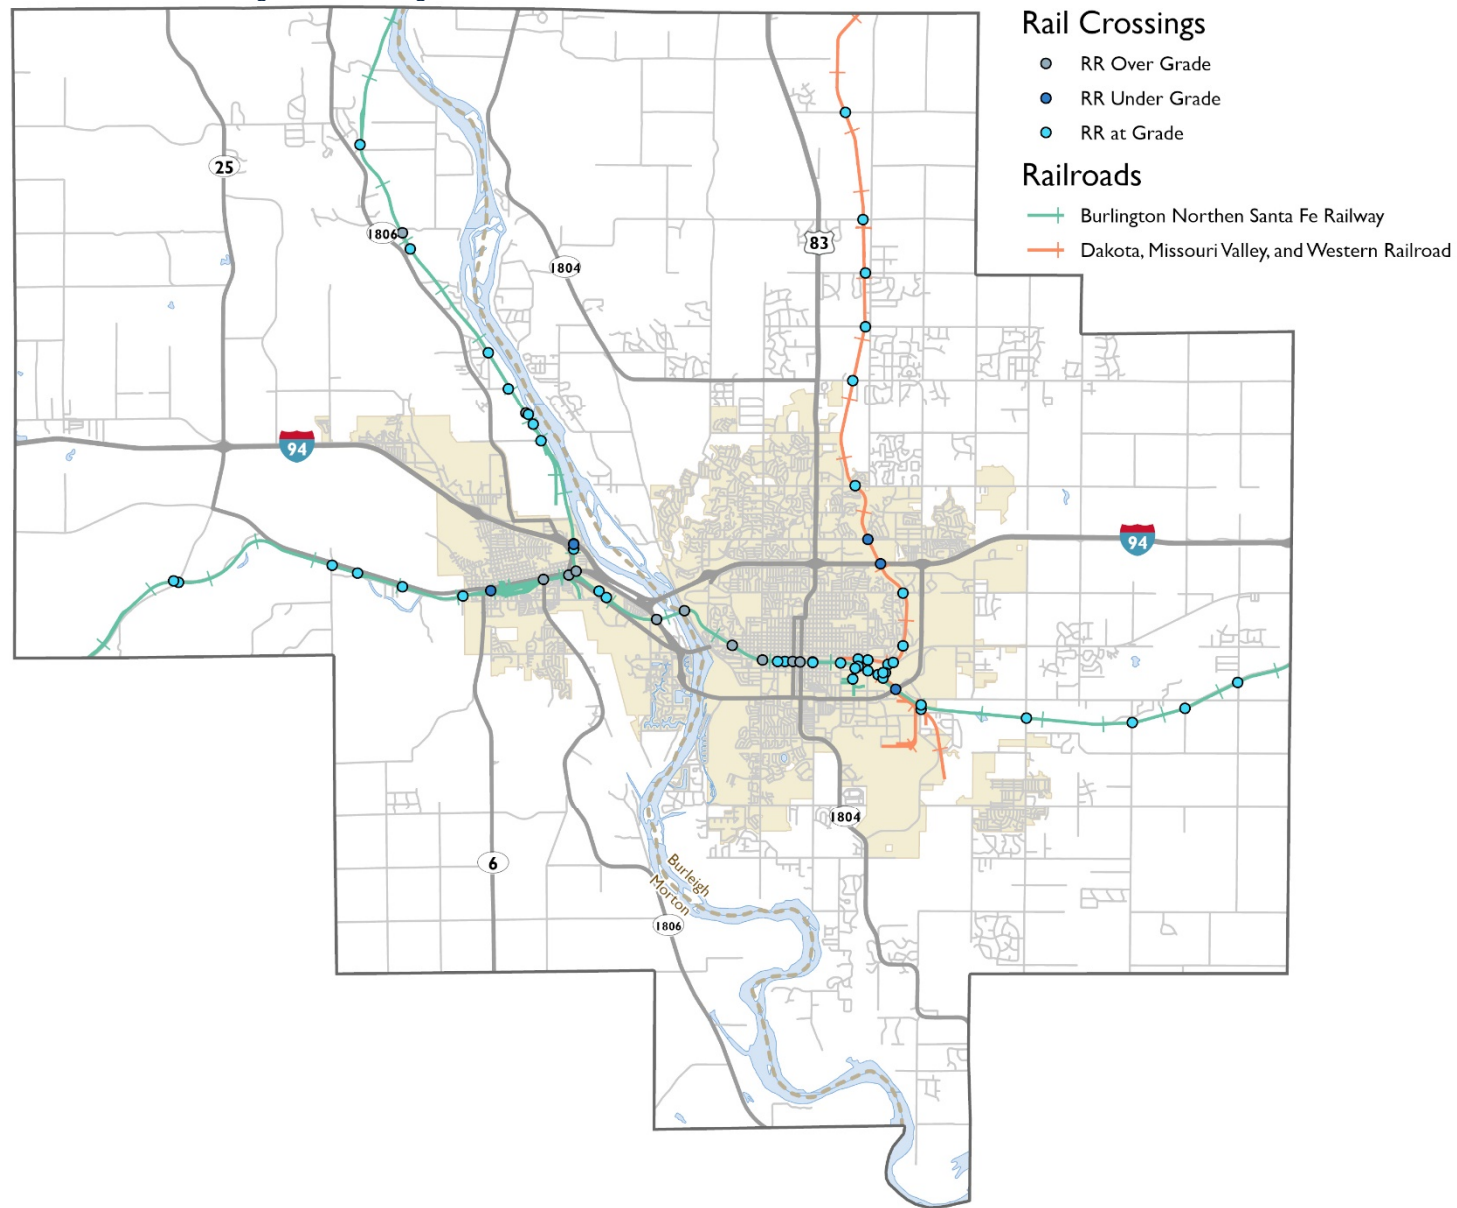 Rail Crossings
RR Over Grade
RR Under Grade
RR at Grade
Railroads
Burlington Northen Santa Fe Railway
Dakota, Missouri Valley, and Western Railroad
25
1806
1804
83
94
94
1804
6
Burleigh
Morton
1806